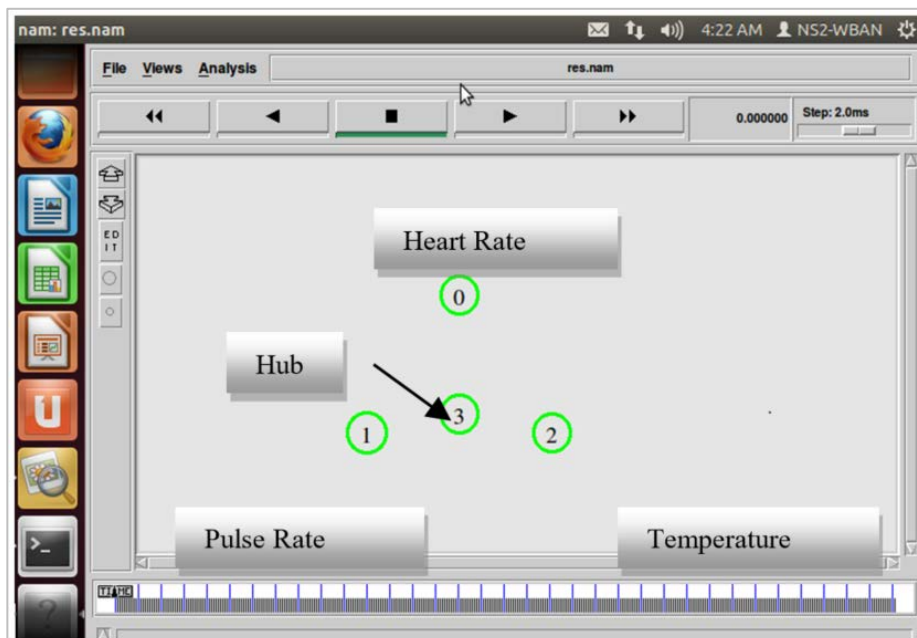 nam: res.nam
4:22 AM NS2-WBAN
File Views Analysis res.nam
0.000000 Step: 2.0ms
ED
IT
Heart Rate
0
Hub
3
1 2
Pulse Rate Temperature
TIME